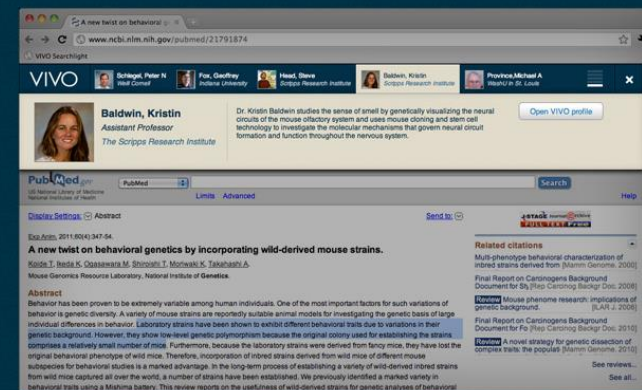 A new twist on behavioral ge
www.ncbi.nlm.nih.gov/pubmed/21791874
VIVO Searchlight
VIVO
Schlegel, Peter N
Weill Cornell
Fox, Geoffrey
Indiana University
Head, Steve
Scripps Research Institute
Baldwin, Kristin
Scripps Research Institute
Province,Michael A
WashU in St. Louis
Baldwin, Kristin
Assistant Professor
The Scripps Research Institute
Dr. Kristin Baldwin studies the sense of smell by genetically visualizing the neural
circuits of the mouse olfactory system and uses mouse cloning and stem cell
technology to investigate the molecular mechanisms that govern neural circuit
formation and function throughout the nervous system.
Open VIVO profile
PubMed.gov
US National Library of Medicine
National Institutes of Health
PubMed
Search
Limits Advanced
Help
Display Settings: Abstract
Send to:
Exp Anim. 2011;60(4):347-54.
A new twist on behavioral genetics by incorporating wild-derived mouse strains.
Koide T, Ikeda K, Ogasawara M, Shiroishi T, Moriwaki K, Takahashi A.
Mouse Genomics Resource Laboratory, National Institute of Genetics.
Abstract
Behavior has been proven to be extremely variable among human individuals. One of the most important factors for such variations of
behavior is genetic diversity. A variety of mouse strains are reportedly suitable animal models for investigating the genetic basis of large
individual differences in behavior. Laboratory strains have been shown to exhibit different behavioral traits due to variations in their
genetic background. However, they show low-level genetic polymorphism because the original colony used for establishing the strains
comprises a relatively small number of mice. Furthermore, because the laboratory strains were derived from fancy mice, they have lost the
original behavioral phenotype of wild mice. Therefore, incorporation of inbred strains derived from wild mice of different mouse
subspecies for behavioral studies is a marked advantage. In the long-term process of establishing a variety of wild-derived inbred strains
from wild mice captured all over the world, a number of strains have been established. We previously identified a marked variety in
behavioral traits using a Mishima battery. This review reports on the usefulness of wild-derived strains for genetic analyses of behavioral
J-STAGE
FULL TEXT
Related citations
Multi-phenotype behavioral characterization of
inbred strains derived from [Mamm Genome. 2000]
Final Report on Carcinogens Background
Document for St [Rep Carcinog Backgr Doc. 2008]
Review Mouse phenome research: implications of
genetic background. [ILAR J. 2006]
Final Report on Carcinogens Background
Document for Fo [Rep Carcinog Backgr Doc. 2010]
Review A novel strategy for genetic dissection of
complex traits: the populati [Mamm Genome. 2010]
See reviews.
See all